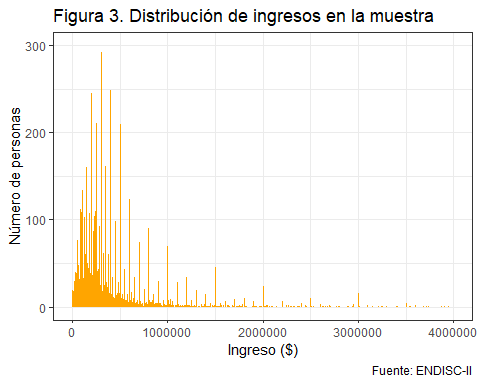 Figura 3. Distribución de ingresos en la muestra
300
200
100
0
Número de personas
0 1000000 2000000 3000000 4000000
Ingreso ($)
Fuente: ENDISC-II